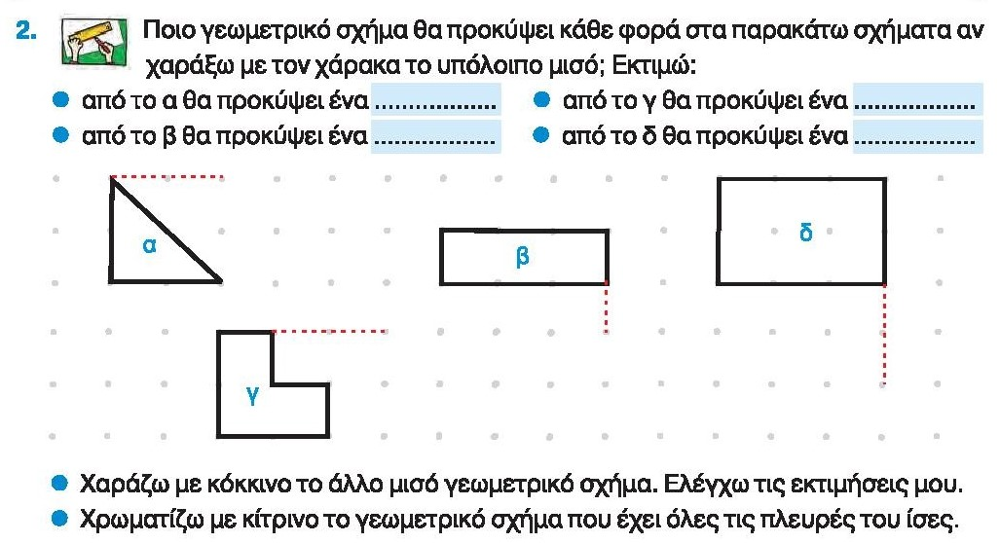 2. Ποιο γεωμετρικό σχήμα θα προκύψει κάθε φορά στα παρακάτω σχήματα αν
χαράξω με τον χάρακα το υπόλοιπο μισό; Εκτιμώ:
● από το α θα προκύψει ένα .................. ● από το γ θα προκύψει ένα ..................
● από το β θα προκύψει ένα .................. ● από το δ θα προκύψει ένα ..................
α
β
δ
γ
● Χαράζω με κόκκινο το άλλο μισό γεωμετρικό σχήμα. Ελέγχω τις εκτιμήσεις μου.
● Χρωματίζω με κίτρινο το γεωμετρικό σχήμα που έχει όλες τις πλευρές του ίσες.